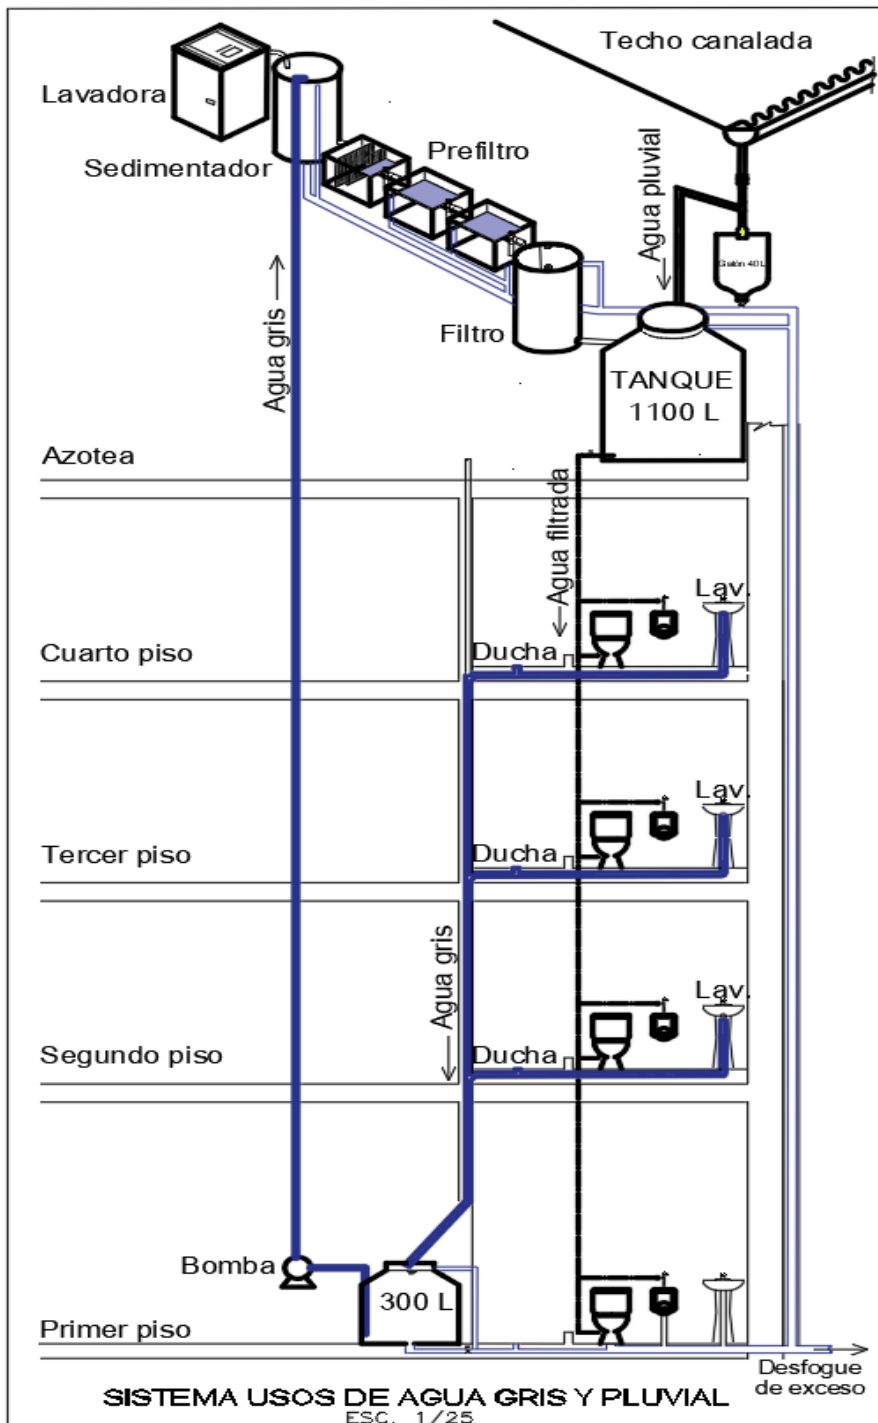 Techo canalada
Lavadora
Sedimentador
Prefiltro
Agua pluvial
Galón 40L
Agua gris
Filtro
TANQUE
1100 L
Azotea
Agua filtrada
Lav.
Ducha
Cuarto piso
Lav.
Ducha
Tercer piso
Agua gris
Lav.
Ducha
Segundo piso
Bomba
300 L
Primer piso
Desfogue
de exceso
SISTEMA USOS DE AGUA GRIS Y PLUVIAL
ESC. 1/25